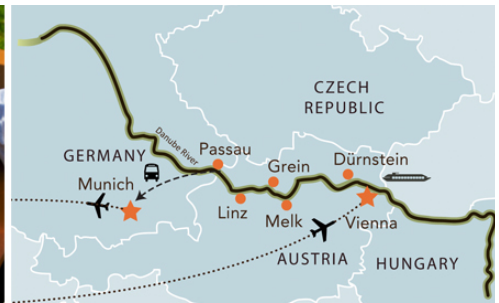 CZECH
REPUBLIC
Danube River
Passau
Dürnstein
GERMANY
Grein
Munich
Linz
Melk
Vienna
AUSTRIA
HUNGARY